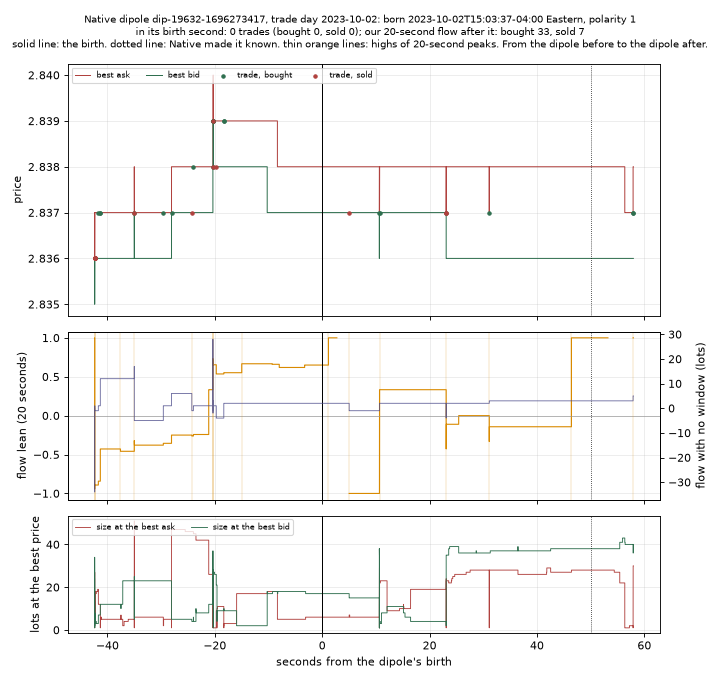 Native dipole dip-19632-1696273417, trade day 2023-10-02: born 2023-10-02T15:03:37-04:00 Eastern, polarity 1
in its birth second: 0 trades (bought 0, sold 0); our 20-second flow after it: bought 33, sold 7
solid line: the birth. dotted line: Native made it known. thin orange lines: highs of 20-second peaks. From the dipole before to the dipole after.
best ask
best bid
trade, bought
trade, sold
2.840
2.839
2.838
2.837
2.836
2.835
price
1.0
0.5
0.0
−0.5
−1.0
flow lean (20 seconds)
30
20
10
0
−10
−20
−30
flow with no window (lots)
size at the best ask
size at the best bid
40
20
0
lots at the best price
−40
−20
0
20
40
60
seconds from the dipole's birth